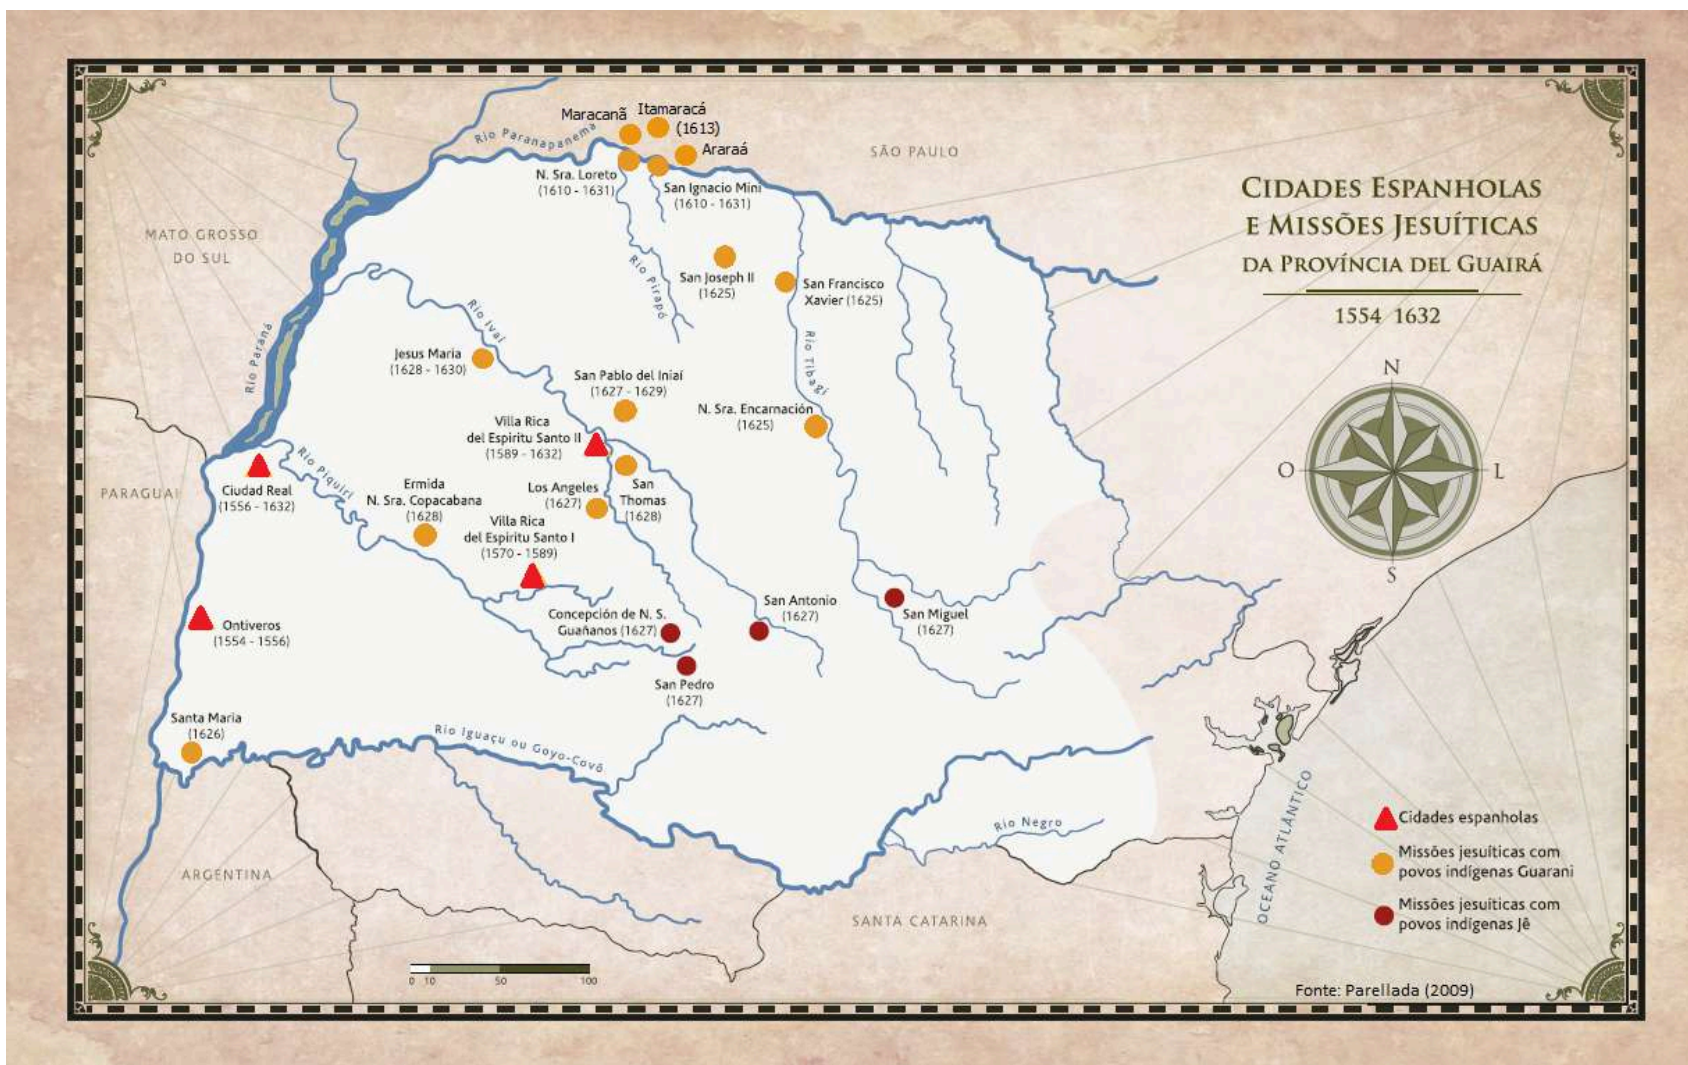 Maracanã
Itamaracá
(1613)
Araraá
Rio Paranapanema
SÃO PAULO
N. Sra. Loreto
(1610 - 1631)
San Ignacio Mini
(1610 - 1631)
CIDADES ESPANHOLAS
E MISSÕES JESUÍTICAS
DA PROVÍNCIA DEL GUAIRÁ
1554 1632
MATO GROSSO
DO SUL
Rio Pirapó
San Joseph II
(1625)
San Francisco
Xavier (1625)
Rio Ivaí
Rio Paraná
Jesus Maria
(1628 - 1630)
San Pablo del Iniaí
(1627 - 1629)
Rio Tibagi
N
N. Sra. Encarnación
(1625)
Villa Rica
del Espiritu Santo II
(1589 - 1632)
O
L
S
Rio Piquiri
PARAGUAI
Ciudad Real
(1556 - 1632)
Ermida
N. Sra. Copacabana
(1628)
Los Angeles
(1627)
San
Thomas
(1628)
Villa Rica
del Espiritu Santo I
(1570 - 1589)
Ontiveros
(1554 - 1556)
Concepción de N. S.
Guañanos (1627)
San Antonio
(1627)
San Miguel
(1627)
San Pedro
(1627)
Santa Maria
(1626)
Rio Iguaçu ou Goyo-Covó
Rio Negro
OCEANO ATLÂNTICO
Cidades espanholas
Missões jesuíticas com
povos indígenas Guarani
Missões jesuíticas com
povos indígenas Jê
ARGENTINA
SANTA CATARINA
0 10 50 100
Fonte: Parellada (2009)